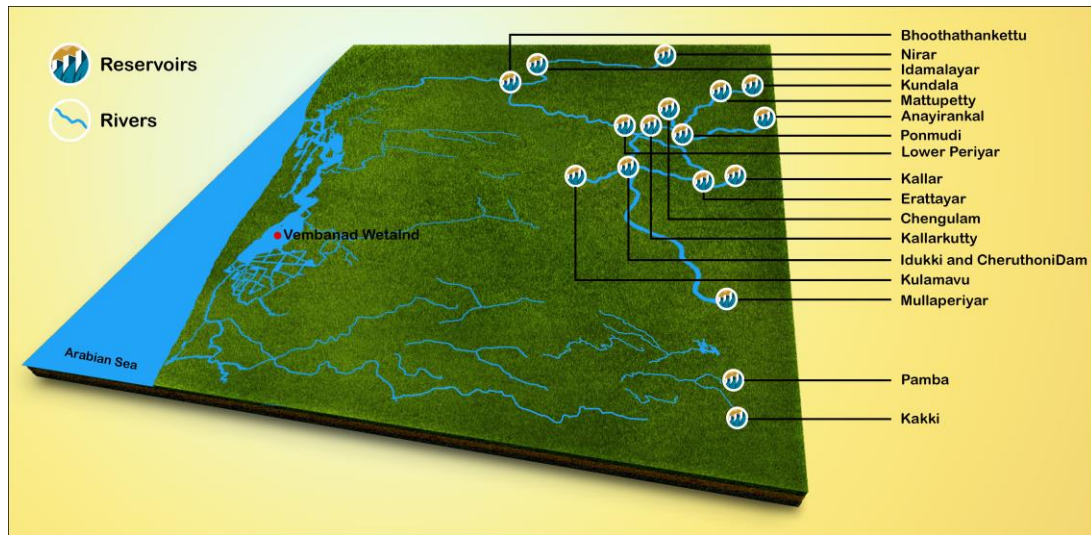 Reservoirs
Rivers
Bhoothathankettu
Nirar
Idamalayar
Kundala
Mattupetty
Anayirankal
Ponmudi
Lower Periyar
Kallar
Erattayar
Chengulam
Kallarkutty
Idukki and CheruthoniDam
Kulamavu
Mullaperiyar
Pamba
Kakki
Vembanad Wetalnd
Arabian Sea